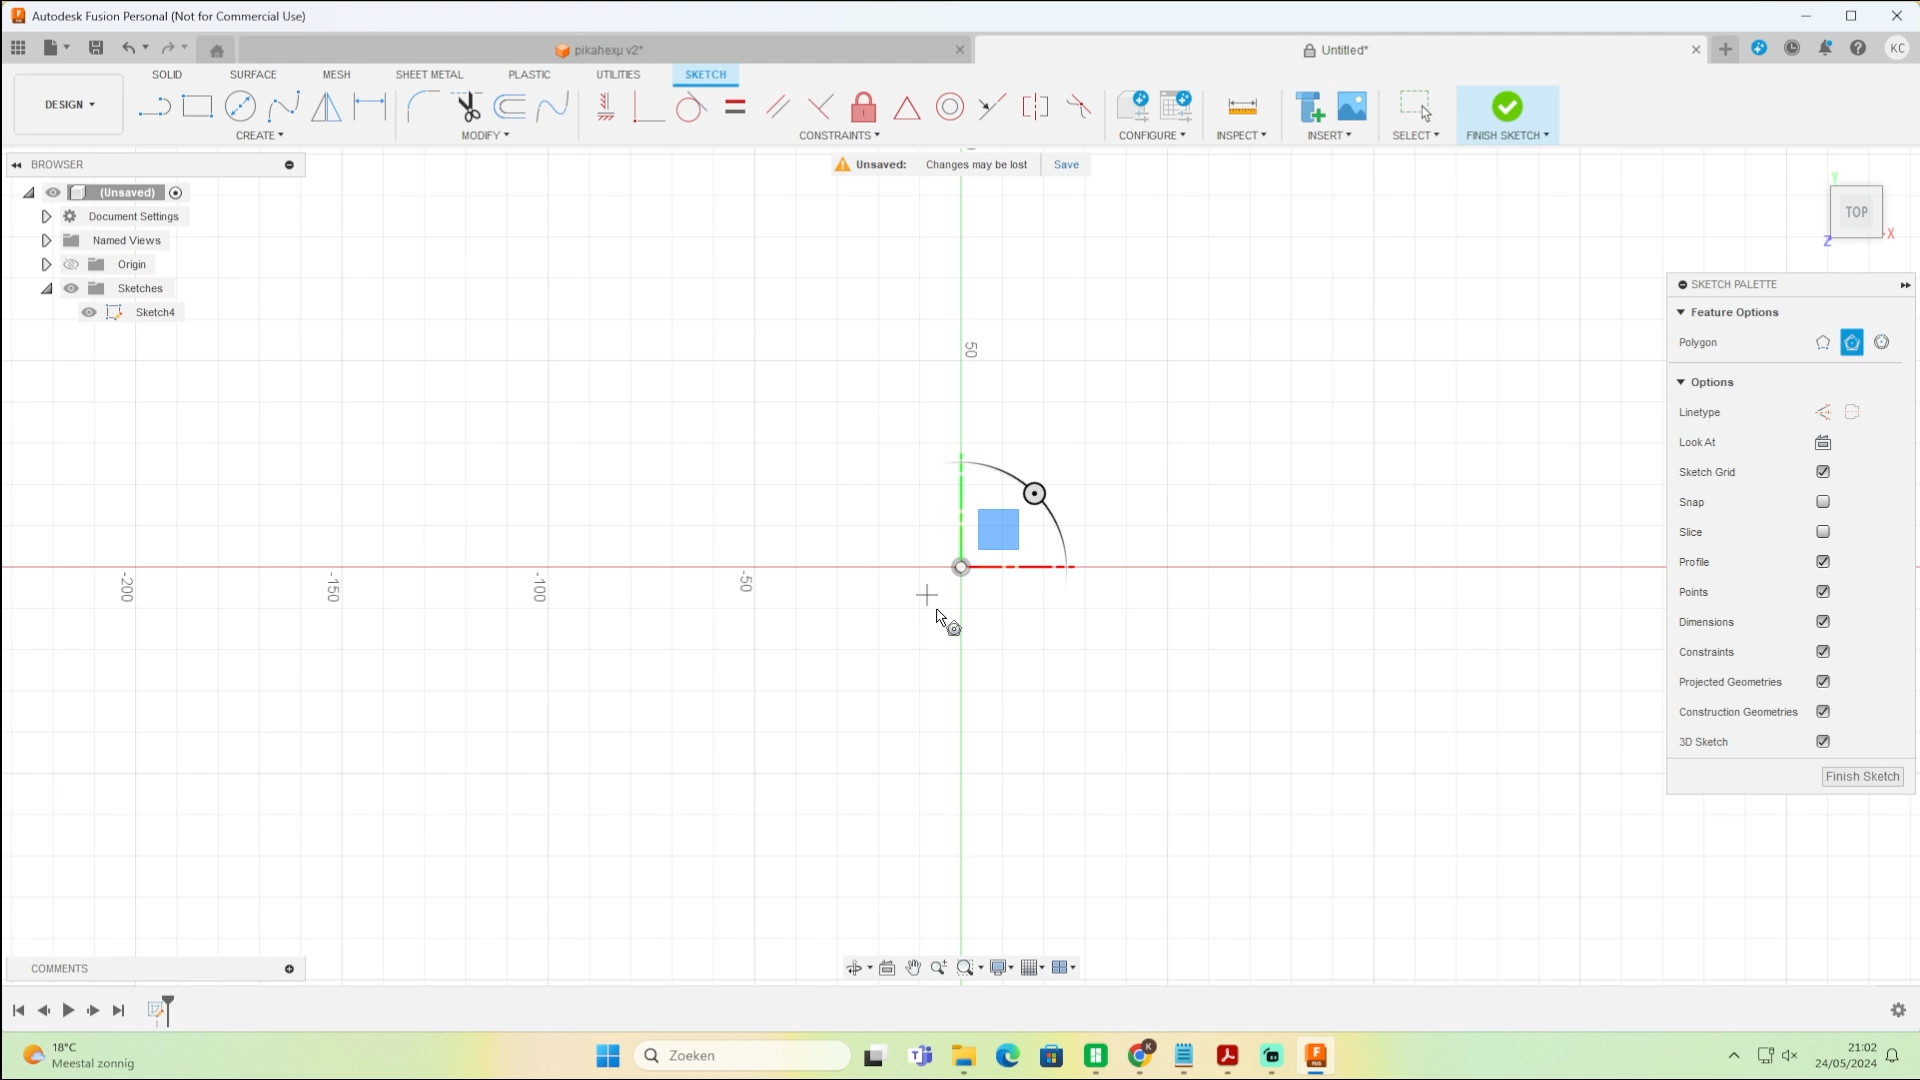 Autodesk Fusion Personal (Not for Commercial Use)
pikahexµ v2*
Untitled*
KC
DESIGN
SOLID
SURFACE
MESH
SHEET METAL
PLASTIC
UTILITIES
SKETCH
CREATE
MODIFY
CONSTRAINTS
CONFIGURE
INSPECT
INSERT
SELECT
FINISH SKETCH
BROWSER
Unsaved:
Changes may be lost
Save
(Unsaved)
Document Settings
Named Views
Origin
Sketches
Sketch4
Y
TOP
X
Z
SKETCH PALETTE
Feature Options
Polygon
Options
Linetype
Look At
Sketch Grid
Snap
Slice
Profile
Points
Dimensions
Constraints
Projected Geometries
Construction Geometries
3D Sketch
Finish Sketch
50
-200
-150
-100
-50
COMMENTS
18°C
Meestal zonnig
Zoeken
K
21:02
24/05/2024